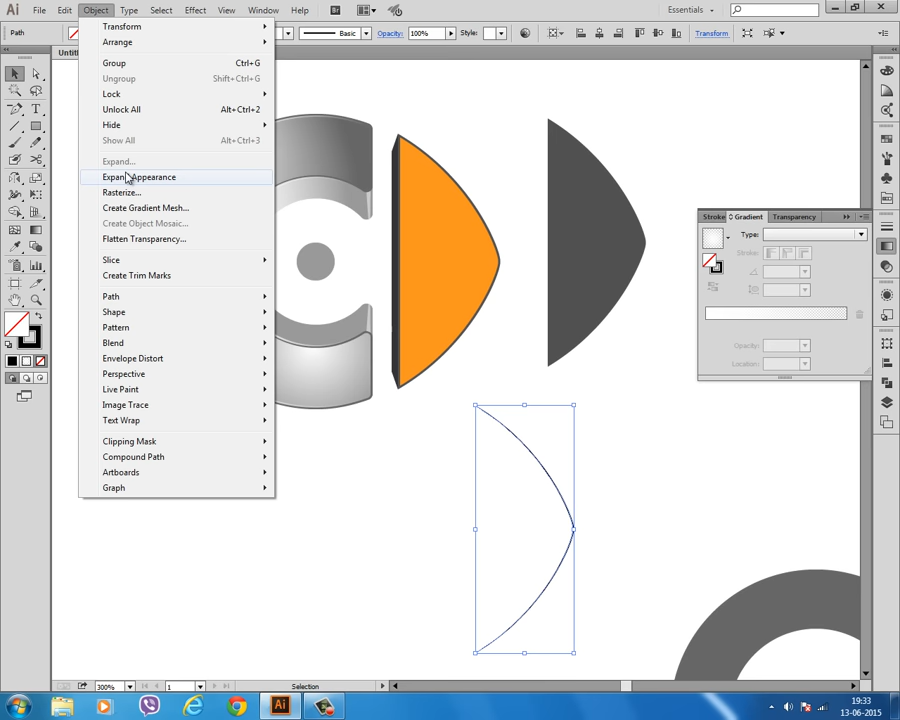 Ai File Edit Object Type Select Effect View Window Help Br Essentials
Path Basic Opacity: 100% Style: Transform
Transform
Arrange
Group Ctrl+G
Ungroup Shift+Ctrl+G
Lock
Unlock All Alt+Ctrl+2
Hide
Show All Alt+Ctrl+3
Expand...
Expand Appearance
Rasterize...
Create Gradient Mesh...
Create Object Mosaic...
Flatten Transparency...
Slice
Create Trim Marks
Path
Shape
Pattern
Blend
Envelope Distort
Perspective
Live Paint
Image Trace
Text Wrap
Clipping Mask
Compound Path
Artboards
Graph
Stroke Gradient Transparency
Type:
Stroke:
Opacity:
Location:
300% 1 Selection
Ai
19:33
13-06-2015